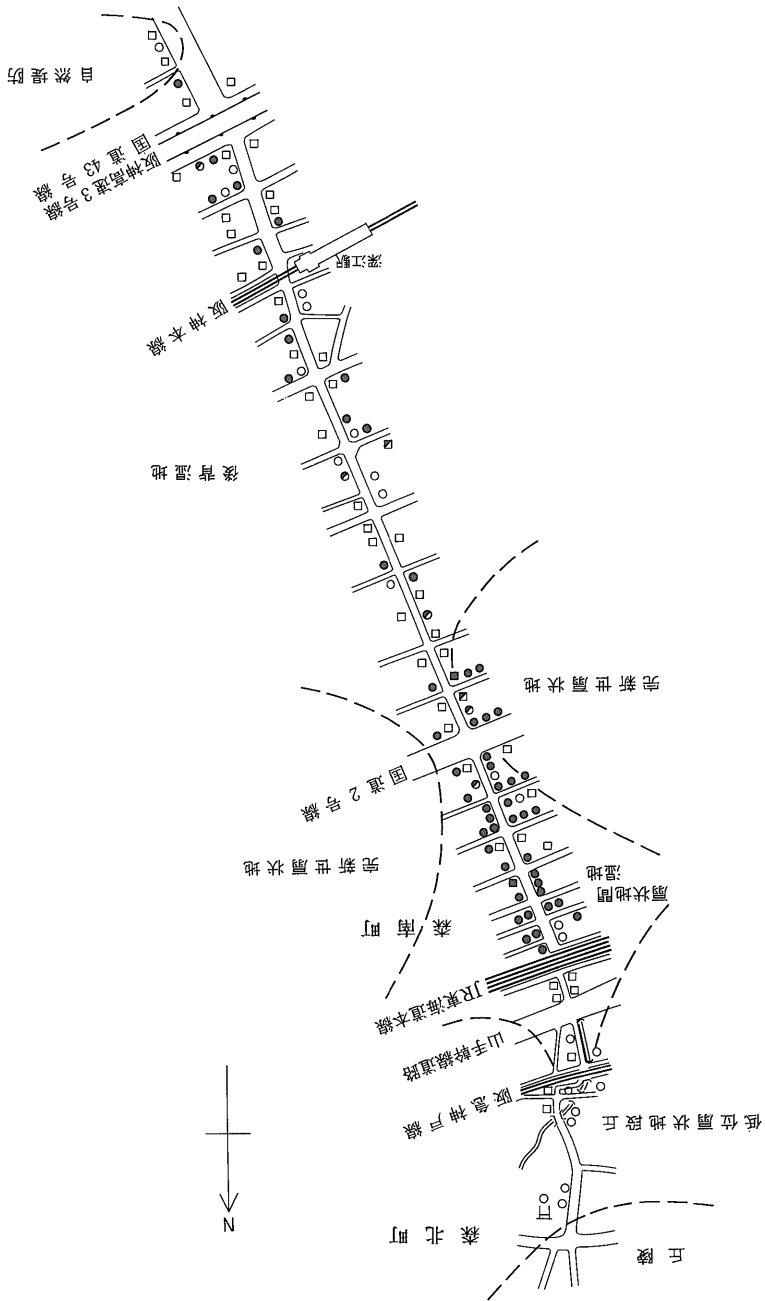 丘陵
森北町
低位扇状地段丘
阪急神戸線
山手幹線道路
JR東海道本線
扇状地間
湿地
森南町
完新世扇状地
国道2号線
完新世扇状地
後背湿地
阪神本線
深江駅
阪神高速3号線
国道43号線
自然堤防
N